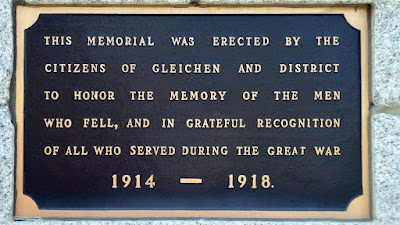 THIS MEMORIAL WAS ERECTED BY THE
CITIZENS OF GLEICHEN AND DISTRICT
TO HONOR THE MEMORY OF THE MEN
WHO FELL, AND IN GRATEFUL RECOGNITION
OF ALL WHO SERVED DURING THE GREAT WAR
1914 — 1918.